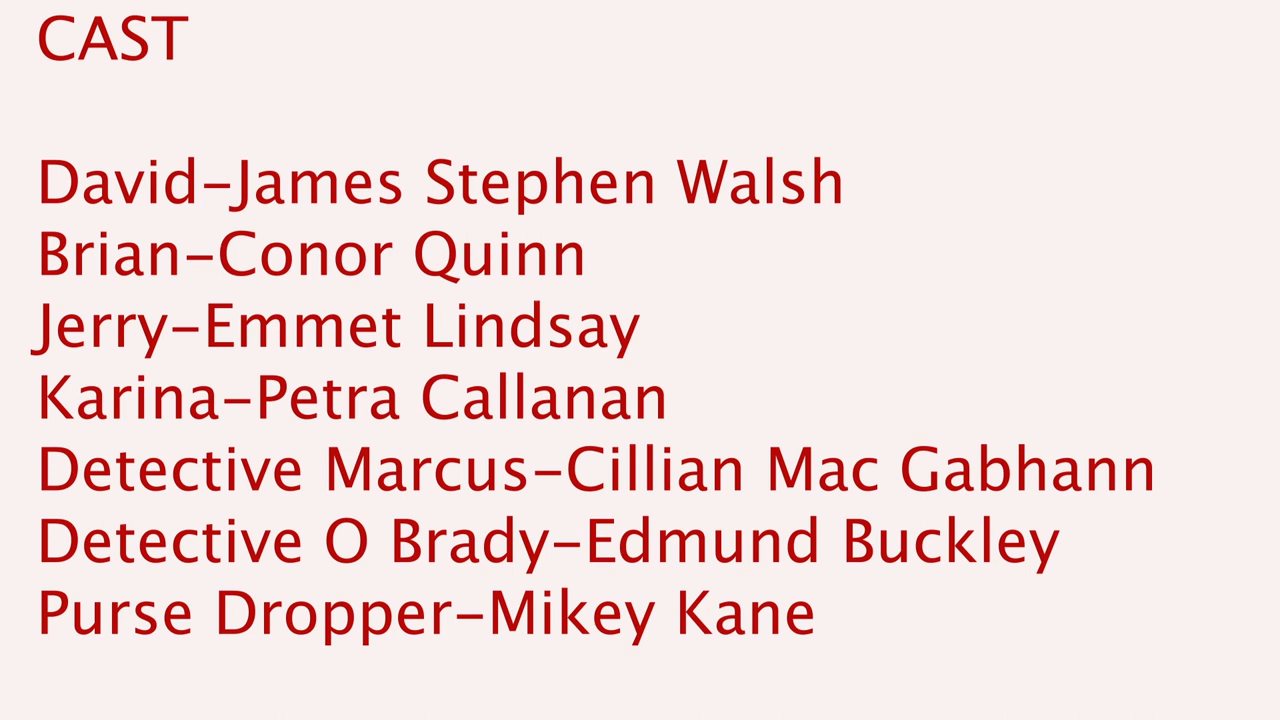 CAST
David-James Stephen Walsh
Brian-Conor Quinn
Jerry-Emmet Lindsay
Karina-Petra Callanan
Detective Marcus-Cillian Mac Gabhann
Detective O Brady-Edmund Buckley
Purse Dropper-Mikey Kane